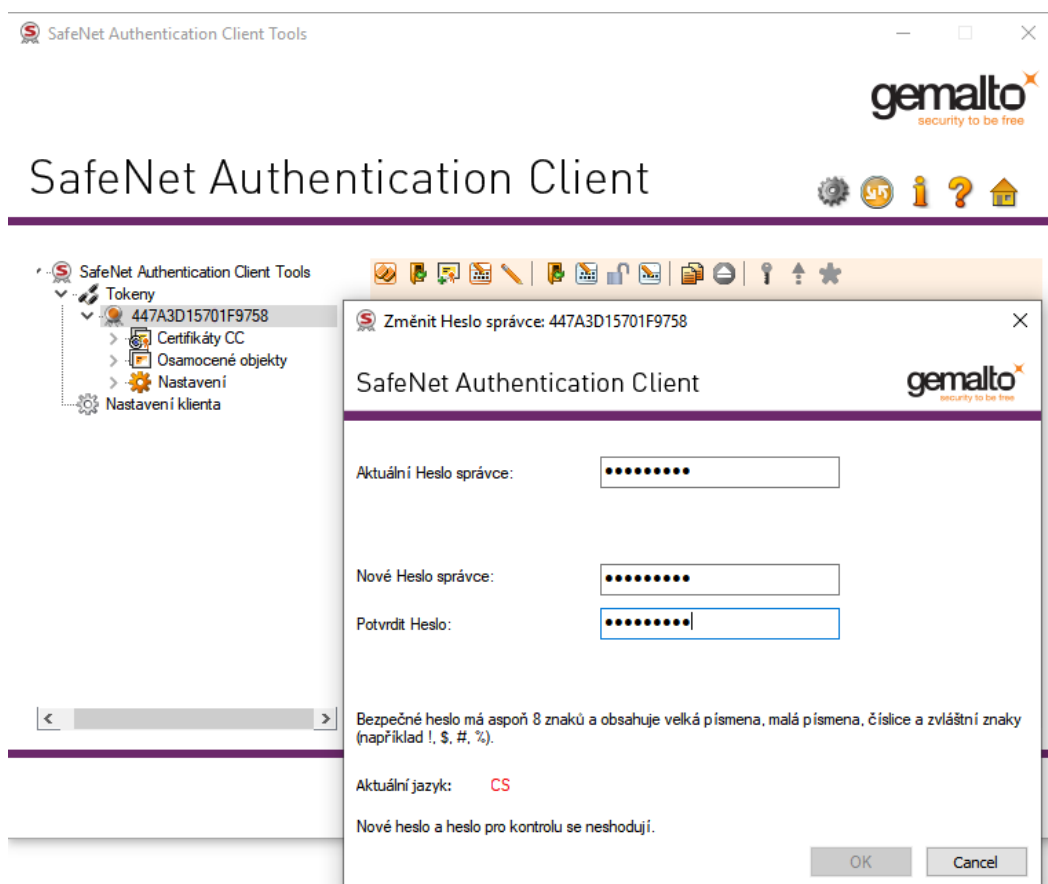 SafeNet Authentication Client Tools
gemalto
security to be free
SafeNet Authentication Client
SafeNet Authentication Client Tools
Tokeny
447A3D15701F9758
Certifikáty CC
Osamocené objekty
Nastavení
Nastavení klienta
Změnit Heslo správce: 447A3D15701F9758
SafeNet Authentication Client
gemalto
security to be free
Aktuální Heslo správce:
Nové Heslo správce:
Potvrdit Heslo:
Bezpečné heslo má aspoň 8 znaků a obsahuje velká písmena, malá písmena, číslice a zvláštní znaky
(například !, $, #, %).
Aktuální jazyk: CS
Nové heslo a heslo pro kontrolu se neshodují.
OK Cancel